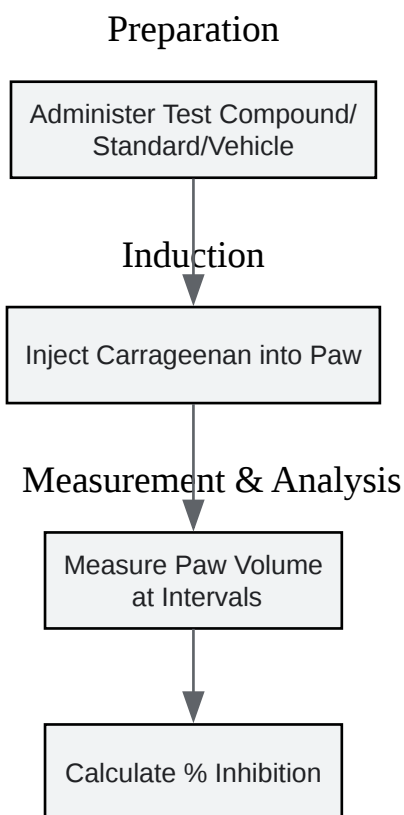 Preparation
Administer Test Compound/
Standard/Vehicle
Induction
Inject Carrageenan into Paw
Measurement & Analysis
Measure Paw Volume
at Intervals
Calculate % Inhibition